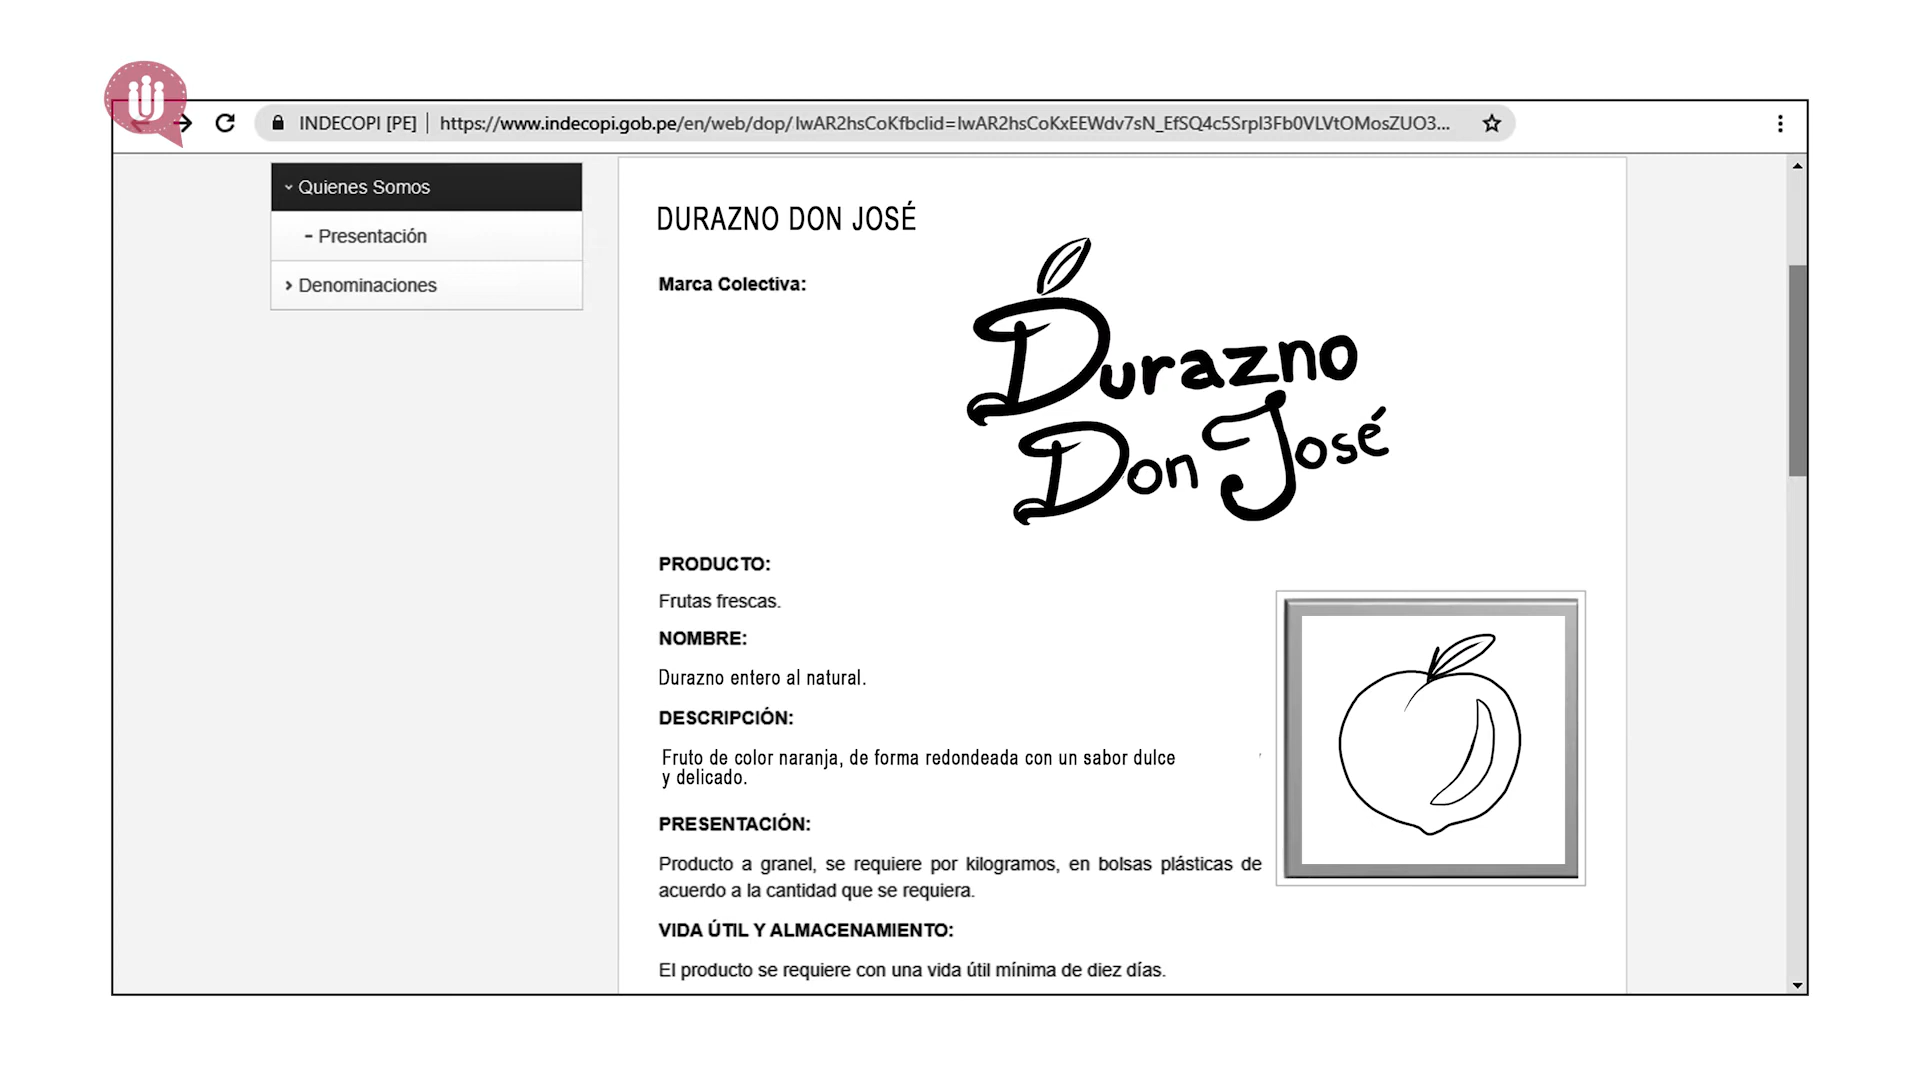 INDECOPI [PE] | https://www.indecopi.gob.pe/en/web/dop/IwAR2hsCoKfbclid=IwAR2hsCoKxEEWdv7sN_EfSQ4c5SrpI3Fb0VLVtOMosZUO3...
Quienes Somos
- Presentación
Denominaciones
DURAZNO DON JOSÉ
Marca Colectiva:
Durazno
Don José
PRODUCTO:
Frutas frescas.
NOMBRE:
Durazno entero al natural.
DESCRIPCIÓN:
Fruto de color naranja, de forma redondeada con un sabor dulce
y delicado.
PRESENTACIÓN:
Producto a granel, se requiere por kilogramos, en bolsas plásticas de
acuerdo a la cantidad que se requiera.
VIDA ÚTIL Y ALMACENAMIENTO:
El producto se requiere con una vida útil mínima de diez días.